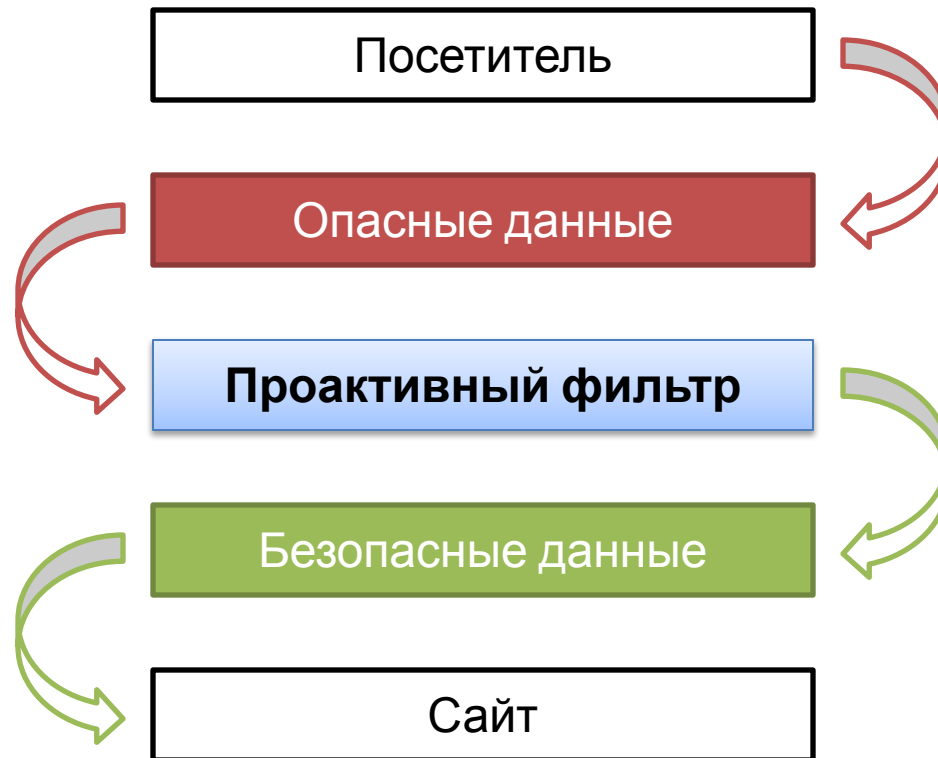 Посетитель
Опасные данные
Проактивный фильтр
Безопасные данные
Сайт